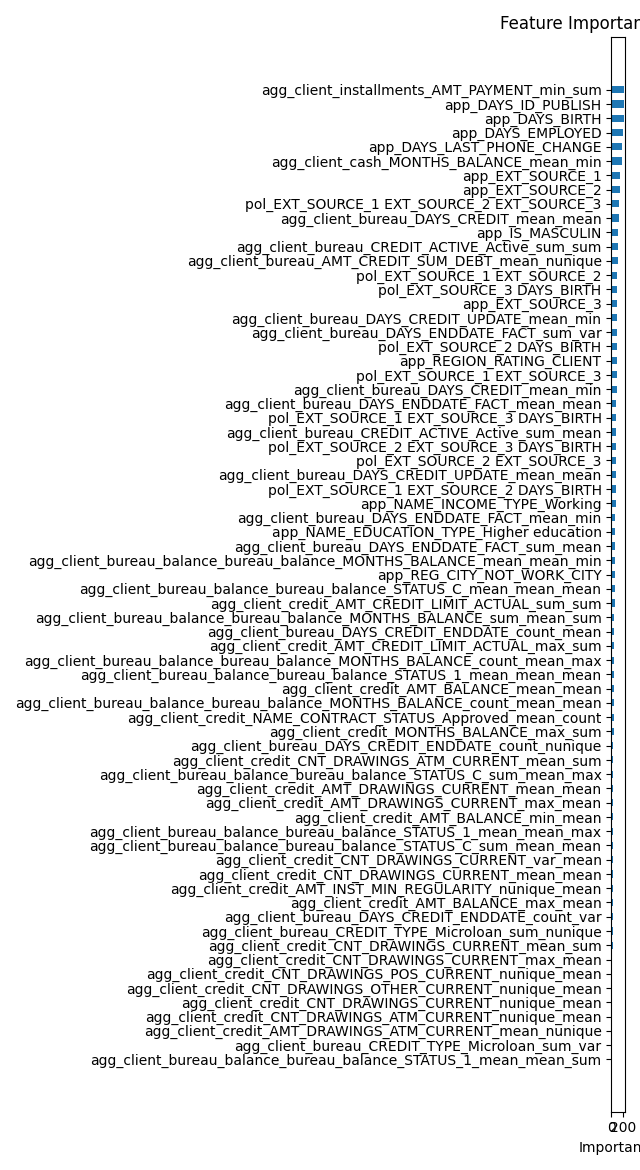 Feature Importan
agg_client_installments_AMT_PAYMENT_min_sum
app_DAYS_ID_PUBLISH
app_DAYS_BIRTH
app_DAYS_EMPLOYED
app_DAYS_LAST_PHONE_CHANGE
agg_client_cash_MONTHS_BALANCE_mean_min
app_EXT_SOURCE_1
app_EXT_SOURCE_2
pol_EXT_SOURCE_1 EXT_SOURCE_2 EXT_SOURCE_3
agg_client_bureau_DAYS_CREDIT_mean_mean
app_IS_MASCULIN
agg_client_bureau_CREDIT_ACTIVE_Active_sum_sum
agg_client_bureau_AMT_CREDIT_SUM_DEBT_mean_nunique
pol_EXT_SOURCE_1 EXT_SOURCE_2
pol_EXT_SOURCE_3 DAYS_BIRTH
app_EXT_SOURCE_3
agg_client_bureau_DAYS_CREDIT_UPDATE_mean_min
agg_client_bureau_DAYS_ENDDATE_FACT_sum_var
pol_EXT_SOURCE_2 DAYS_BIRTH
app_REGION_RATING_CLIENT
pol_EXT_SOURCE_1 EXT_SOURCE_3
agg_client_bureau_DAYS_CREDIT_mean_min
agg_client_bureau_DAYS_ENDDATE_FACT_mean_mean
pol_EXT_SOURCE_1 EXT_SOURCE_3 DAYS_BIRTH
agg_client_bureau_CREDIT_ACTIVE_Active_sum_mean
pol_EXT_SOURCE_2 EXT_SOURCE_3 DAYS_BIRTH
pol_EXT_SOURCE_2 EXT_SOURCE_3
agg_client_bureau_DAYS_CREDIT_UPDATE_mean_mean
pol_EXT_SOURCE_1 EXT_SOURCE_2 DAYS_BIRTH
app_NAME_INCOME_TYPE_Working
agg_client_bureau_DAYS_ENDDATE_FACT_mean_min
app_NAME_EDUCATION_TYPE_Higher education
agg_client_bureau_DAYS_ENDDATE_FACT_sum_mean
agg_client_bureau_balance_bureau_balance_MONTHS_BALANCE_mean_mean_min
app_REG_CITY_NOT_WORK_CITY
agg_client_bureau_balance_bureau_balance_STATUS_C_mean_mean_mean
agg_client_credit_AMT_CREDIT_LIMIT_ACTUAL_sum_sum
agg_client_bureau_balance_bureau_balance_MONTHS_BALANCE_sum_mean_sum
agg_client_bureau_DAYS_CREDIT_ENDDATE_count_mean
agg_client_credit_AMT_CREDIT_LIMIT_ACTUAL_max_sum
agg_client_bureau_balance_bureau_balance_MONTHS_BALANCE_count_mean_max
agg_client_bureau_balance_bureau_balance_STATUS_1_mean_mean_mean
agg_client_credit_AMT_BALANCE_mean_mean
agg_client_bureau_balance_bureau_balance_MONTHS_BALANCE_count_mean_mean
agg_client_credit_NAME_CONTRACT_STATUS_Approved_mean_count
agg_client_credit_MONTHS_BALANCE_max_sum
agg_client_bureau_DAYS_CREDIT_ENDDATE_count_nunique
agg_client_credit_CNT_DRAWINGS_ATM_CURRENT_mean_sum
agg_client_bureau_balance_bureau_balance_STATUS_C_sum_mean_max
agg_client_credit_AMT_DRAWINGS_CURRENT_mean_mean
agg_client_credit_AMT_DRAWINGS_CURRENT_max_mean
agg_client_credit_AMT_BALANCE_min_mean
agg_client_bureau_balance_bureau_balance_STATUS_1_mean_mean_max
agg_client_bureau_balance_bureau_balance_STATUS_C_sum_mean_mean
agg_client_credit_CNT_DRAWINGS_CURRENT_var_mean
agg_client_credit_CNT_DRAWINGS_CURRENT_mean_mean
agg_client_credit_AMT_INST_MIN_REGULARITY_nunique_mean
agg_client_credit_AMT_BALANCE_max_mean
agg_client_bureau_DAYS_CREDIT_ENDDATE_count_var
agg_client_bureau_CREDIT_TYPE_Microloan_sum_nunique
agg_client_credit_CNT_DRAWINGS_CURRENT_mean_sum
agg_client_credit_CNT_DRAWINGS_CURRENT_max_mean
agg_client_credit_CNT_DRAWINGS_POS_CURRENT_nunique_mean
agg_client_credit_CNT_DRAWINGS_OTHER_CURRENT_nunique_mean
agg_client_credit_CNT_DRAWINGS_CURRENT_nunique_mean
agg_client_credit_CNT_DRAWINGS_ATM_CURRENT_nunique_mean
agg_client_credit_AMT_DRAWINGS_ATM_CURRENT_mean_nunique
agg_client_bureau_CREDIT_TYPE_Microloan_sum_var
agg_client_bureau_balance_bureau_balance_STATUS_1_mean_mean_sum
0 200
Importan